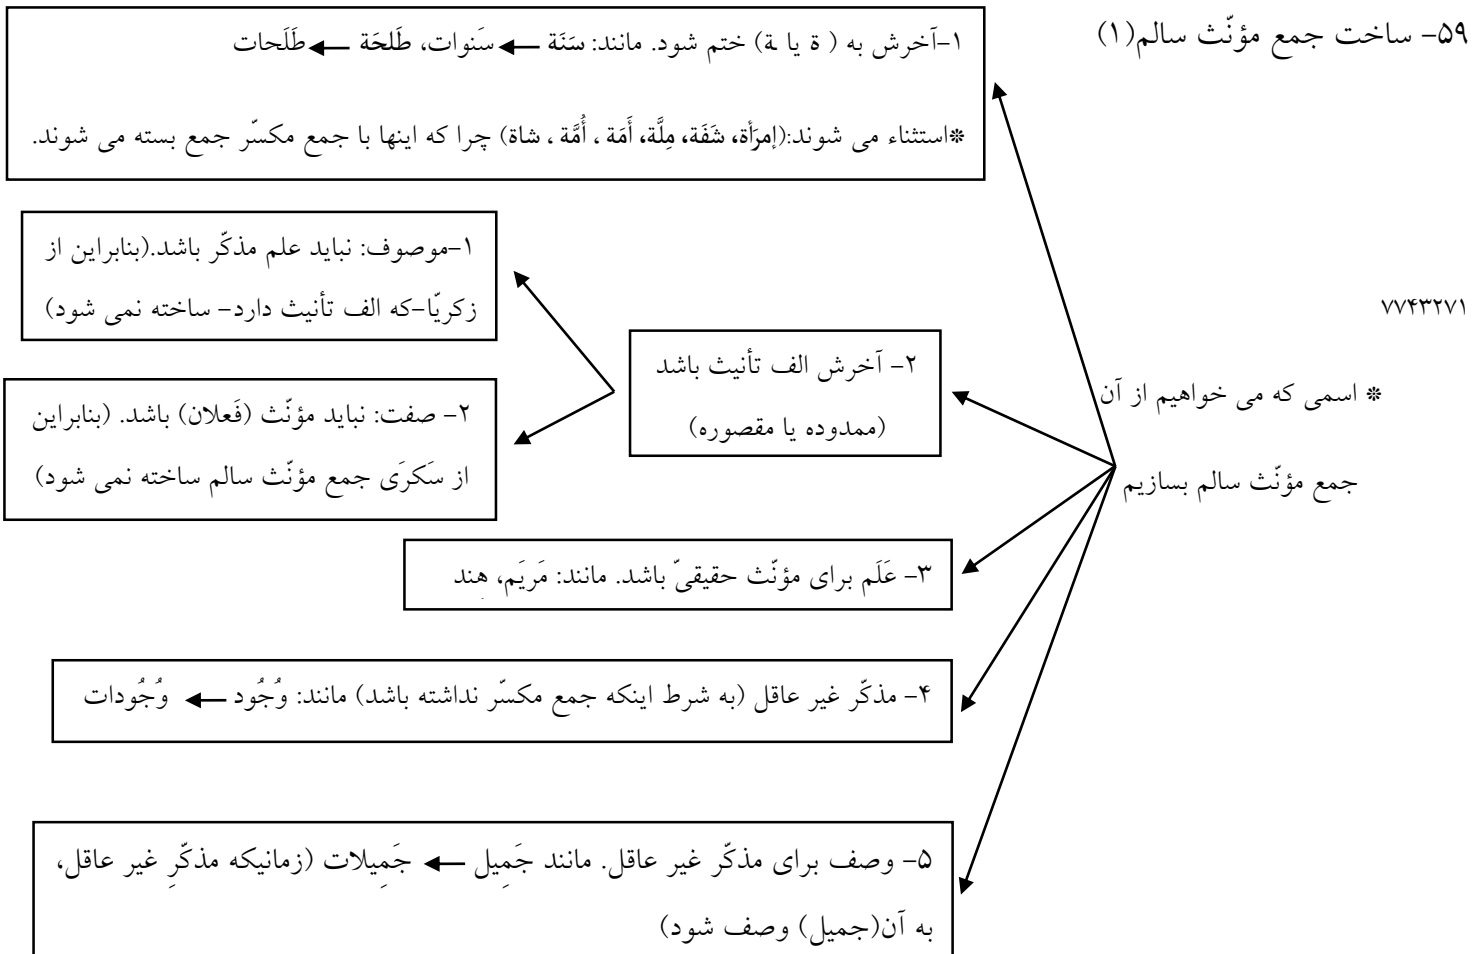 ۵۹- ساخت جمع مؤنّث سالم(۱)
۱-آخرش به ( ة یا ـة) ختم شود. مانند: سَنَة ← سَنوات، طَلحَة ← طَلَحات
*استثناء می شوند:(إمرَأة، شَفَة، مِلَّة، أَمَة ، أُمَّة ، شاة) چرا که اینها با جمع مکسّر جمع بسته می شوند.
۱-موصوف: نباید علم مذکّر باشد.(بنابراین از
زکریّا-که الف تأنیث دارد- ساخته نمی شود)
۷۷۴۳۲۷۱
۲- آخرش الف تأنیث باشد
(ممدوده یا مقصوره)
* اسمی که می خواهیم از آن
جمع مؤنّث سالم بسازیم
۲- صفت: نباید مؤنّث (فَعلان) باشد. (بنابراین
از سَکرَی جمع مؤنّث سالم ساخته نمی شود)
۳- عَلَم برای مؤنّث حقیقیّ باشد. مانند: مَریَم، هِند
۴- مذکّر غیر عاقل (به شرط اینکه جمع مکسّر نداشته باشد) مانند: وُجُود ← وُجُودات
۵- وصف برای مذکّر غیر عاقل. مانند جَمِیل ← جَمِیلات (زمانیکه مذکّرِ غیر عاقل،
به آن(جمیل) وصف شود)